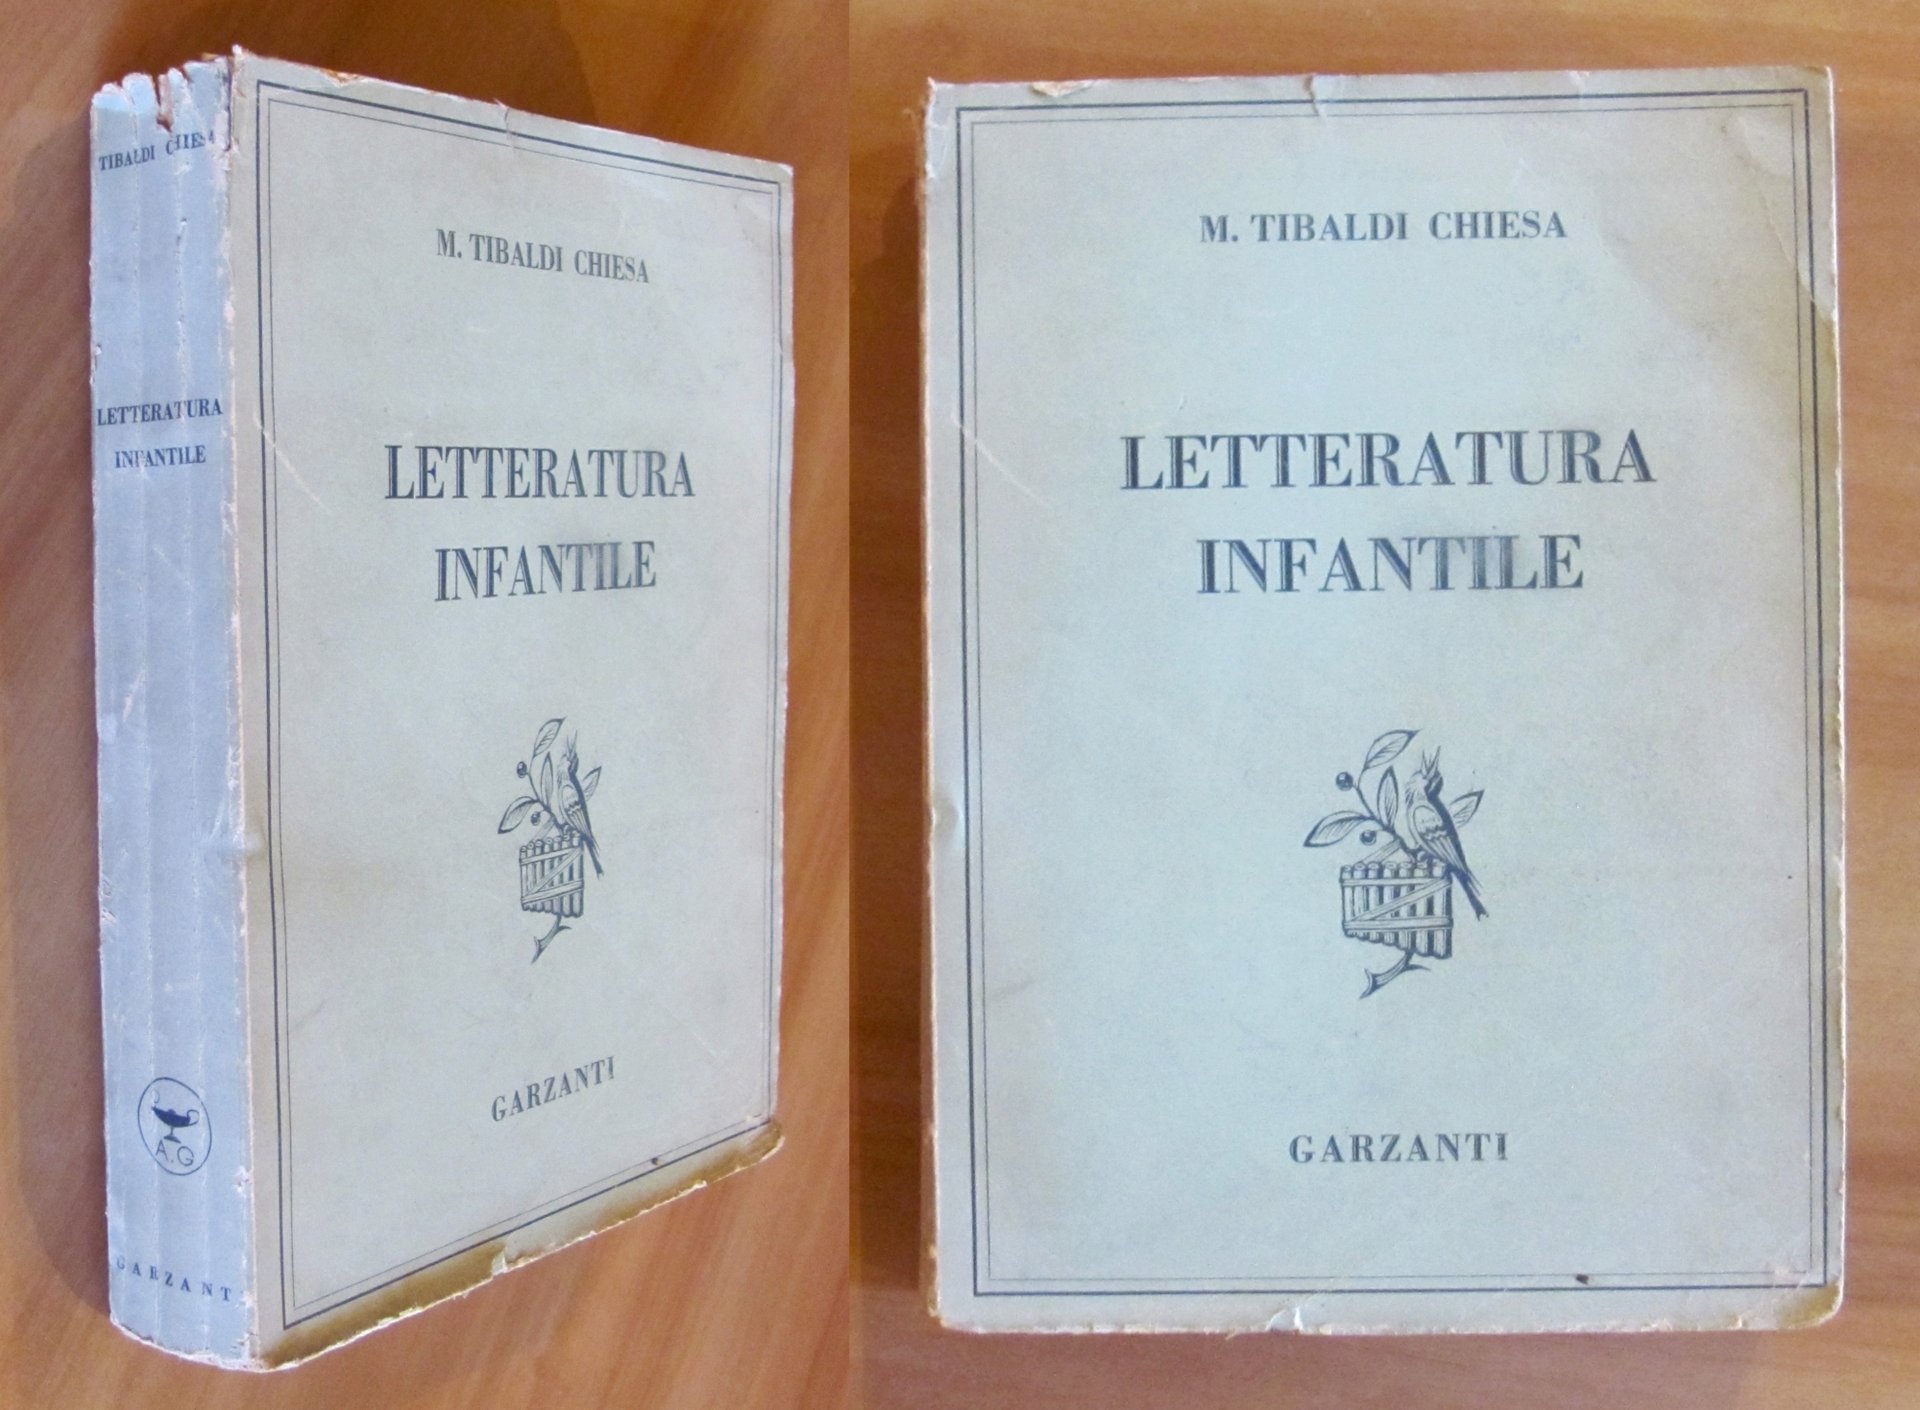 TIBALDI CHIESA
LETTERATURA
INFANTILE
A.G
GARZANTI
M. TIBALDI CHIESA
LETTERATURA
INFANTILE
GARZANTI
M. TIBALDI CHIESA
LETTERATURA
INFANTILE
GARZANTI